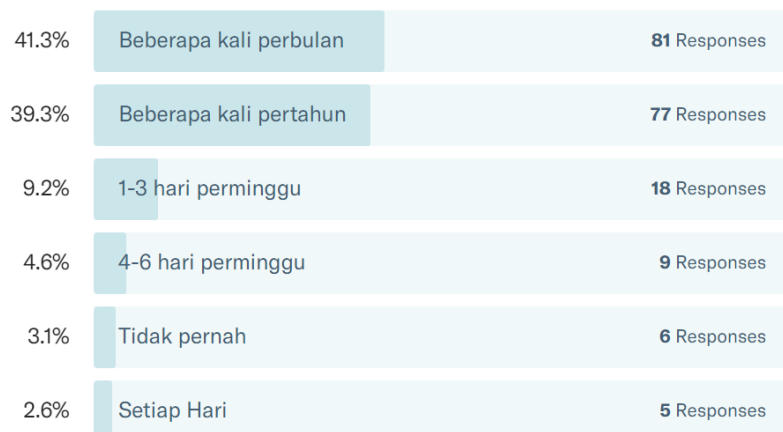 41.3% Beberapa kali perbulan 81 Responses
39.3% Beberapa kali pertahun 77 Responses
9.2% 1-3 hari perminggu 18 Responses
4.6% 4-6 hari perminggu 9 Responses
3.1% Tidak pernah 6 Responses
2.6% Setiap Hari 5 Responses